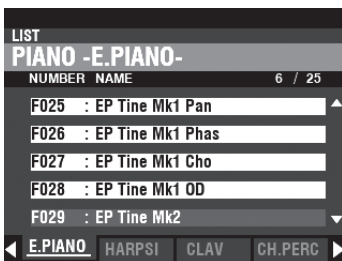 LIST
PIANO -E.PIANO-
NUMBER NAME 6 / 25
F025 : EP Tine Mk1 Pan
F026 : EP Tine Mk1 Phas
F027 : EP Tine Mk1 Cho
F028 : EP Tine Mk1 OD
F029 : EP Tine Mk2
E.PIANO HARPSI CLAV CH.PERC